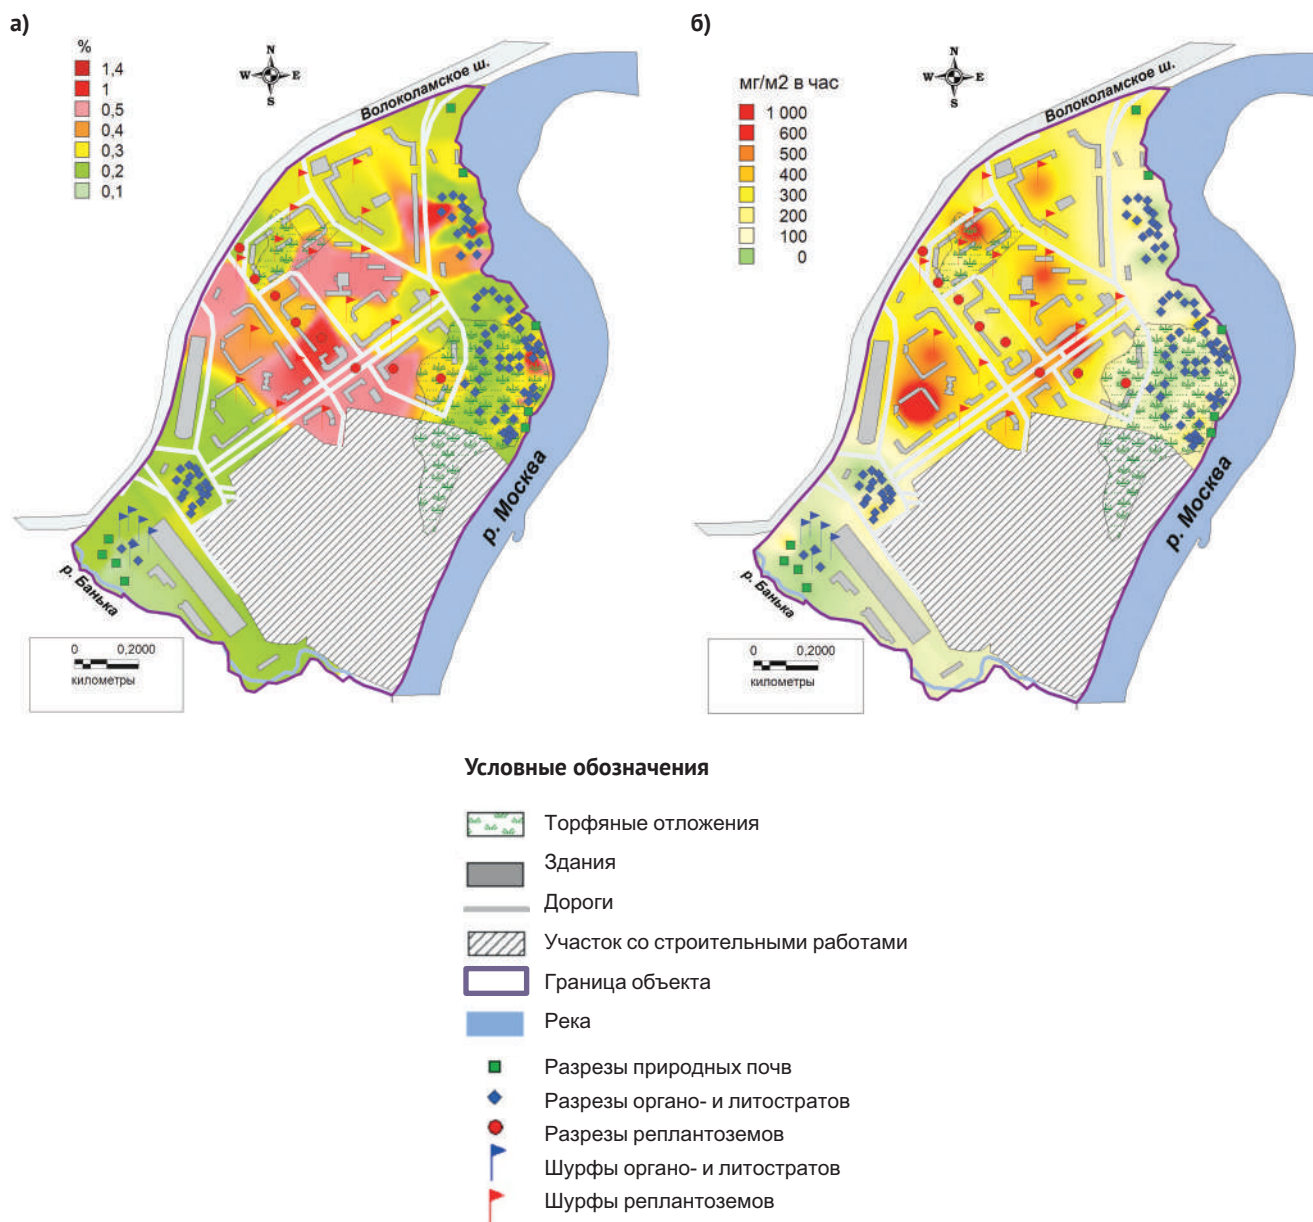 а)
%
1,4
1
0,5
0,4
0,3
0,2
0,1
N
W E
S
Волоколамское ш.
р. Москва
р. Банька
0 0,2000
километры
б)
мг/м2 в час
1 000
600
500
400
300
200
100
0
N
W E
S
Волоколамское ш.
р. Москва
р. Банька
0 0,2000
километры
Условные обозначения
Торфяные отложения
Здания
Дороги
Участок со строительными работами
Граница объекта
Река
Разрезы природных почв
Разрезы органо- и литостратов
Разрезы реплантоземов
Шурфы органо- и литостратов
Шурфы реплантоземов